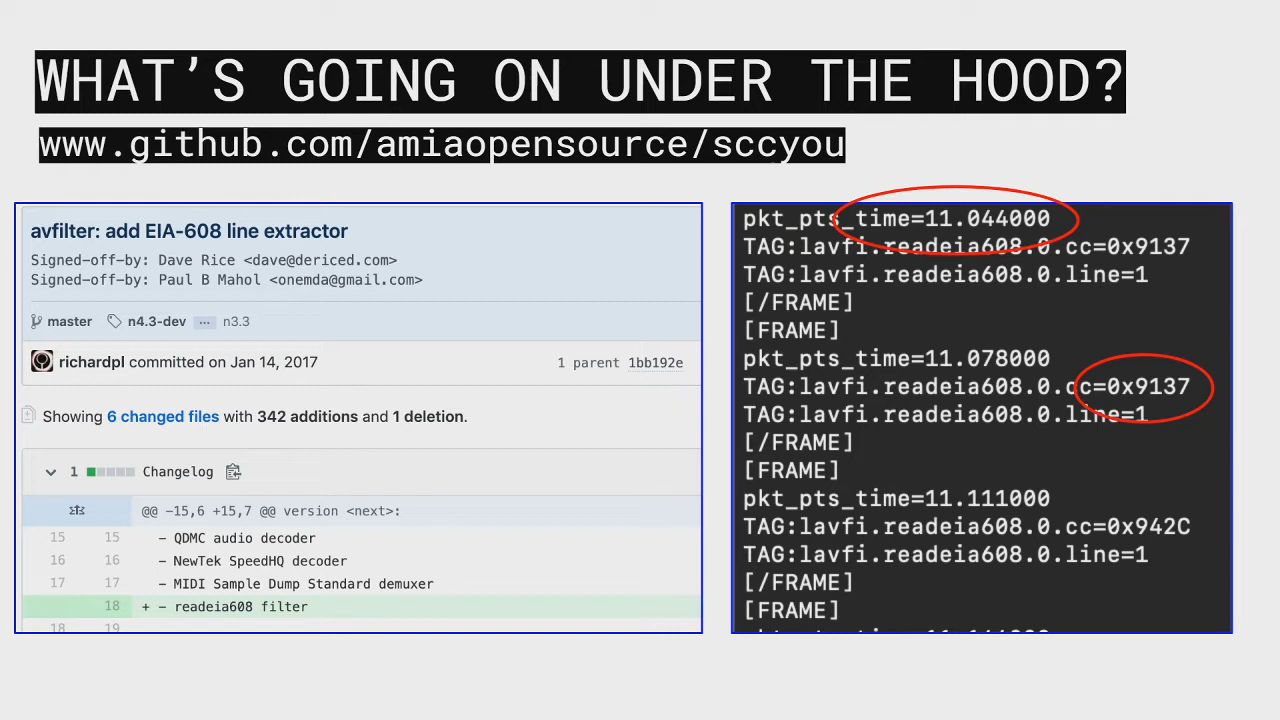 WHAT'S GOING ON UNDER THE HOOD?
www.github.com/amiaopensource/sccyou
avfilter: add EIA-608 line extractor
Signed-off-by: Dave Rice <dave@dericed.com>
Signed-off-by: Paul B Mahol <onemda@gmail.com>
master n4.3-dev ... n3.3
richardpl committed on Jan 14, 2017 1 parent 1bb192e
Showing 6 changed files with 342 additions and 1 deletion.
1 Changelog
@@ -15,6 +15,7 @@ version <next>:
15 15 - QDMC audio decoder
16 16 - NewTek SpeedHQ decoder
17 17 - MIDI Sample Dump Standard demuxer
18 + - readeia608 filter
18 19
pkt_pts_time=11.044000
TAG:lavfi.readeia608.0.cc=0x9137
TAG:lavfi.readeia608.0.line=1
[/FRAME]
[FRAME]
pkt_pts_time=11.078000
TAG:lavfi.readeia608.0.cc=0x9137
TAG:lavfi.readeia608.0.line=1
[/FRAME]
[FRAME]
pkt_pts_time=11.111000
TAG:lavfi.readeia608.0.cc=0x942C
TAG:lavfi.readeia608.0.line=1
[/FRAME]
[FRAME]